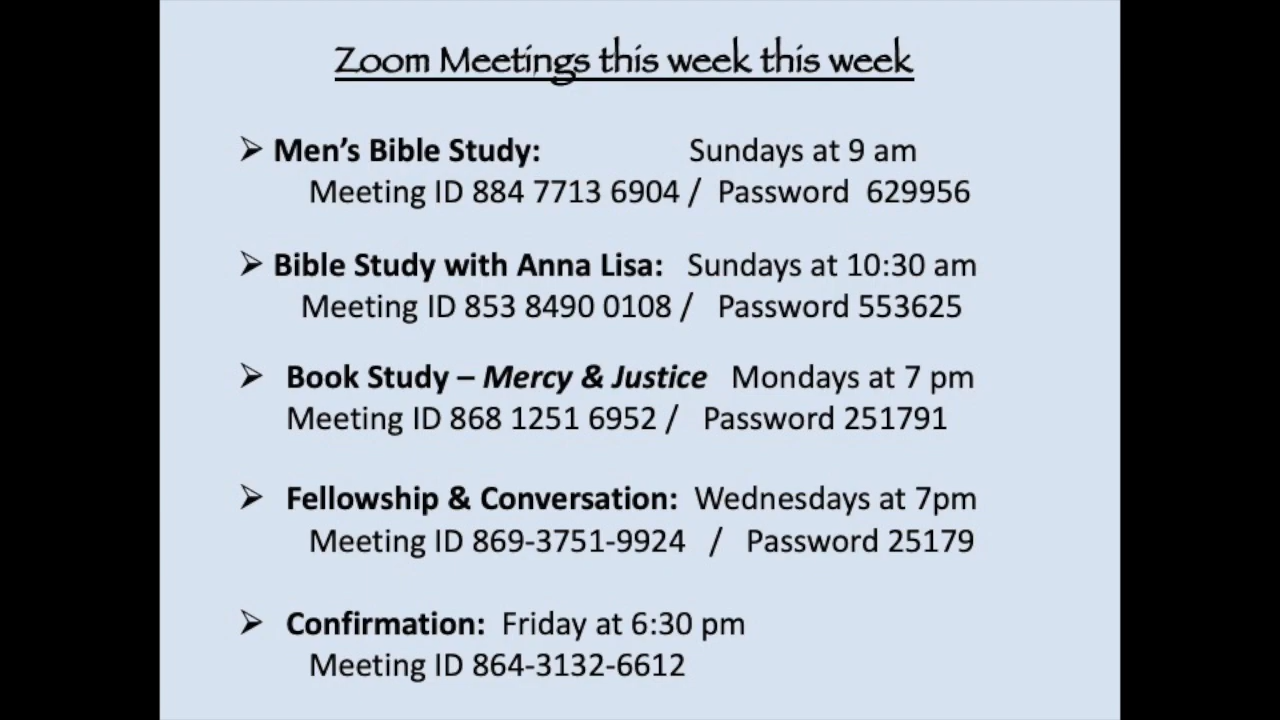 Zoom Meetings this week this week
➢ Men's Bible Study: Sundays at 9 am
Meeting ID 884 7713 6904 / Password 629956
➢ Bible Study with Anna Lisa: Sundays at 10:30 am
Meeting ID 853 8490 0108 / Password 553625
➢ Book Study – Mercy & Justice Mondays at 7 pm
Meeting ID 868 1251 6952 / Password 251791
➢ Fellowship & Conversation: Wednesdays at 7pm
Meeting ID 869-3751-9924 / Password 25179
➢ Confirmation: Friday at 6:30 pm
Meeting ID 864-3132-6612